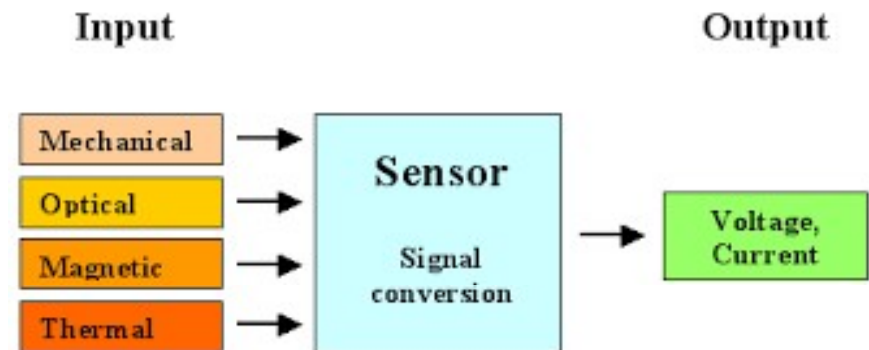 Input
Output
Mechanical
Optical
Magnetic
Thermal
Sensor
Signal
conversion
Voltage,
Current